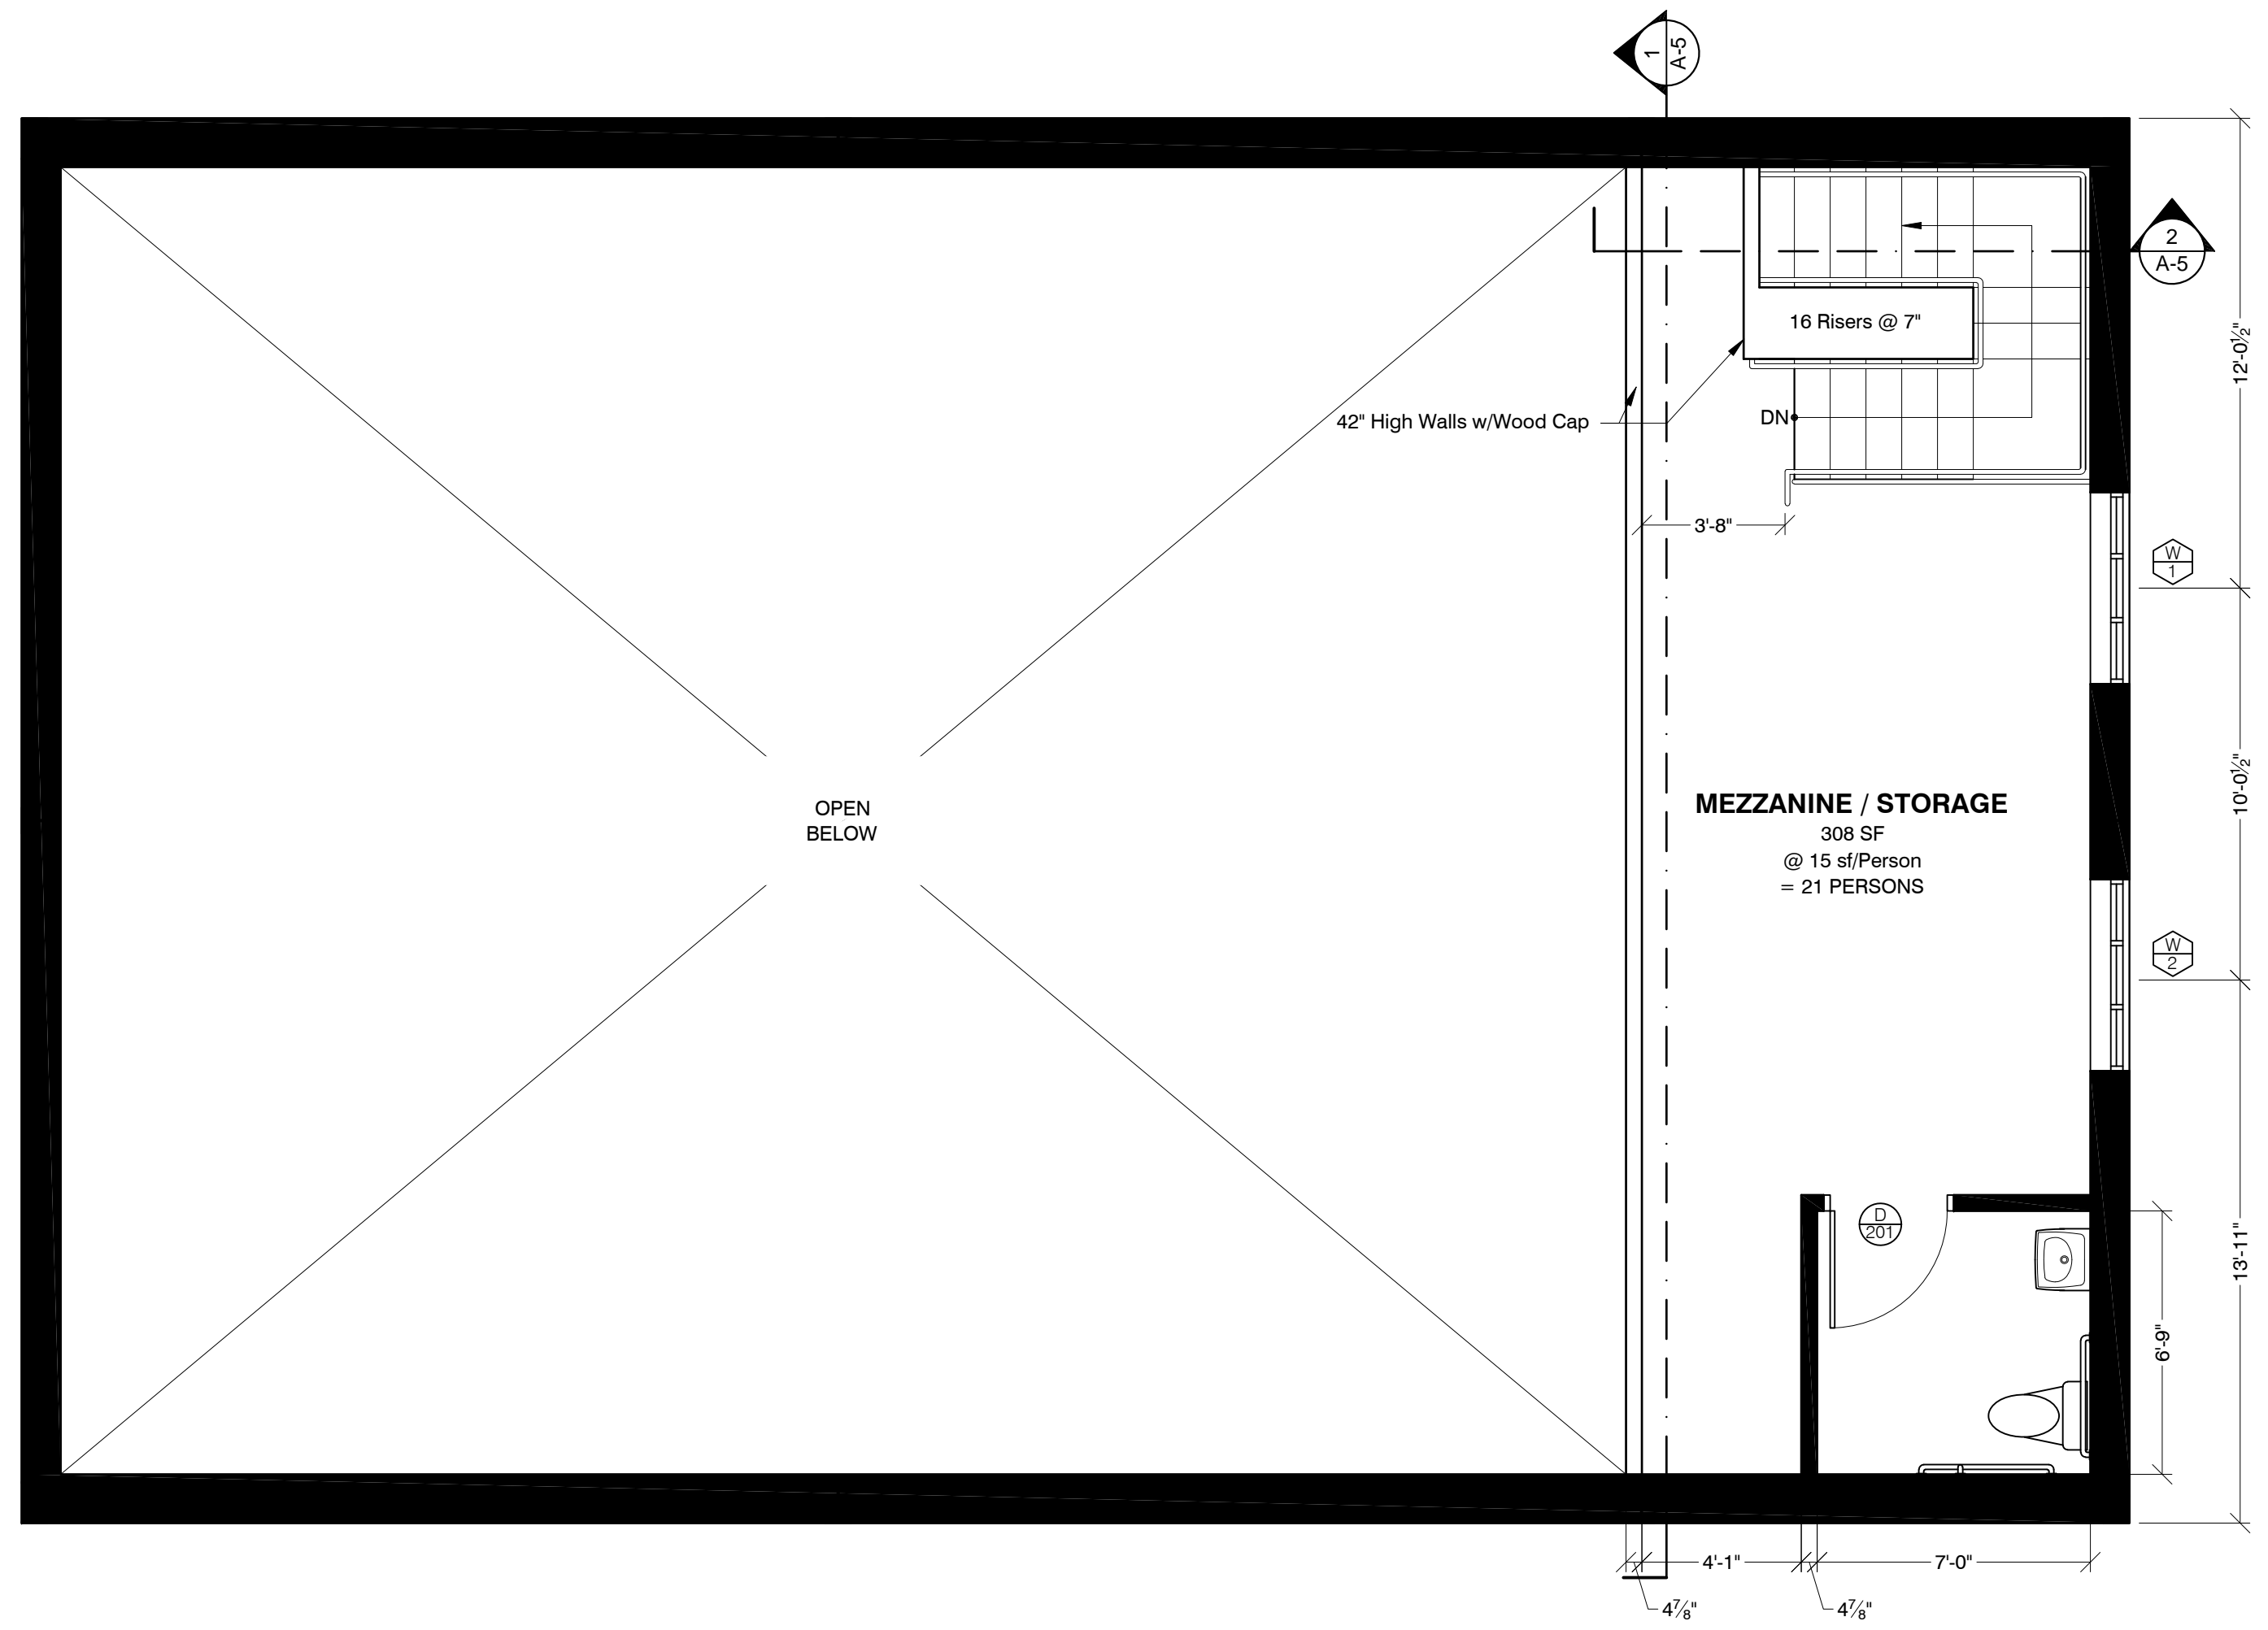 1
A-5
2
A-5
16 Risers @ 7"
12'-0½"
42" High Walls w/Wood Cap
DN
3'-8"
W
1
OPEN
BELOW
MEZZANINE / STORAGE
308 SF
@ 15 sf/Person
= 21 PERSONS
10'-0½"
W
2
D
201
13'-11"
6'-9"
4'-1"
7'-0"
4⅞"
4⅞"